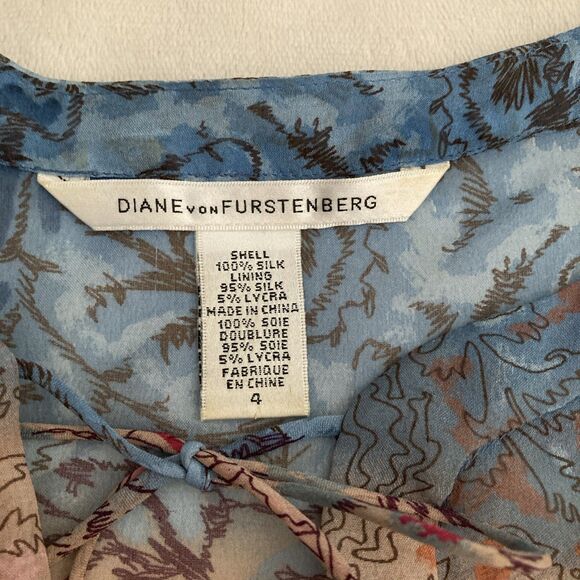 DIANE VON FURSTENBERG
SHELL
100% SILK
LINING
95% SILK
5% LYCRA
MADE IN CHINA
100% SOIE
DOUBLURE
95% SOIE
5% LYCRA
FABRIQUE
EN CHINE
4